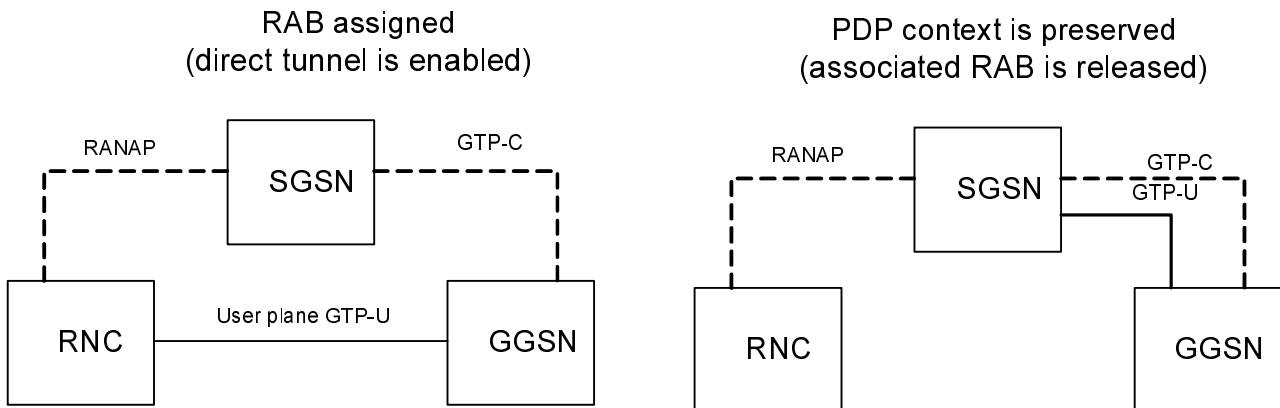 RAB assigned
(direct tunnel is enabled)
RANAP
GTP-C
SGSN
RNC
User plane GTP-U
GGSN
PDP context is preserved
(associated RAB is released)
RANAP
GTP-C
GTP-U
SGSN
RNC
GGSN